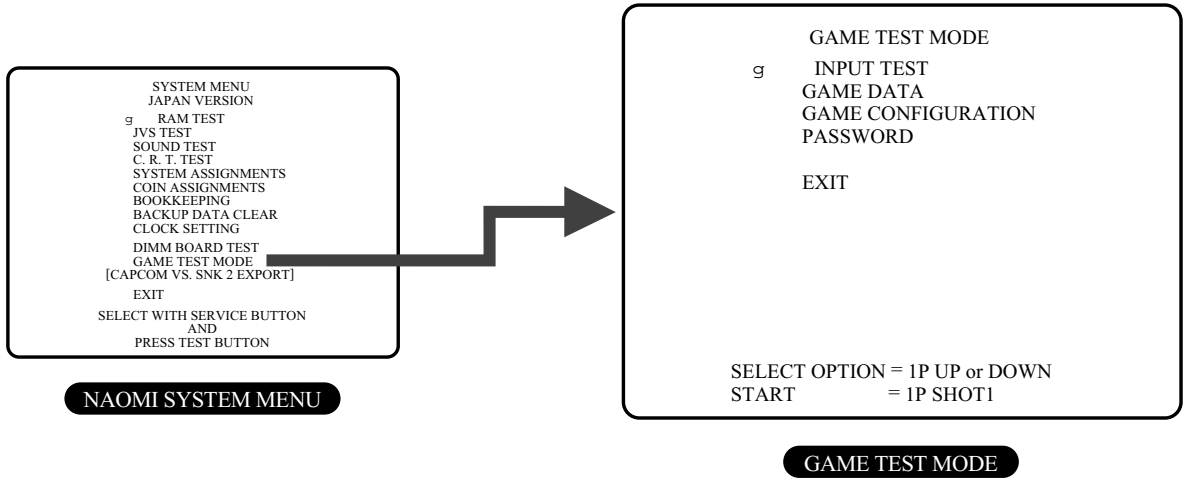 SYSTEM MENU
JAPAN VERSION
g RAM TEST
JVS TEST
SOUND TEST
C. R. T. TEST
SYSTEM ASSIGNMENTS
COIN ASSIGNMENTS
BOOKKEEPING
BACKUP DATA CLEAR
CLOCK SETTING
DIMM BOARD TEST
GAME TEST MODE
[CAPCOM VS. SNK 2 EXPORT]
EXIT
SELECT WITH SERVICE BUTTON
AND
PRESS TEST BUTTON
NAOMI SYSTEM MENU
GAME TEST MODE
g INPUT TEST
GAME DATA
GAME CONFIGURATION
PASSWORD
EXIT
SELECT OPTION = 1P UP or DOWN
START = 1P SHOT1
GAME TEST MODE